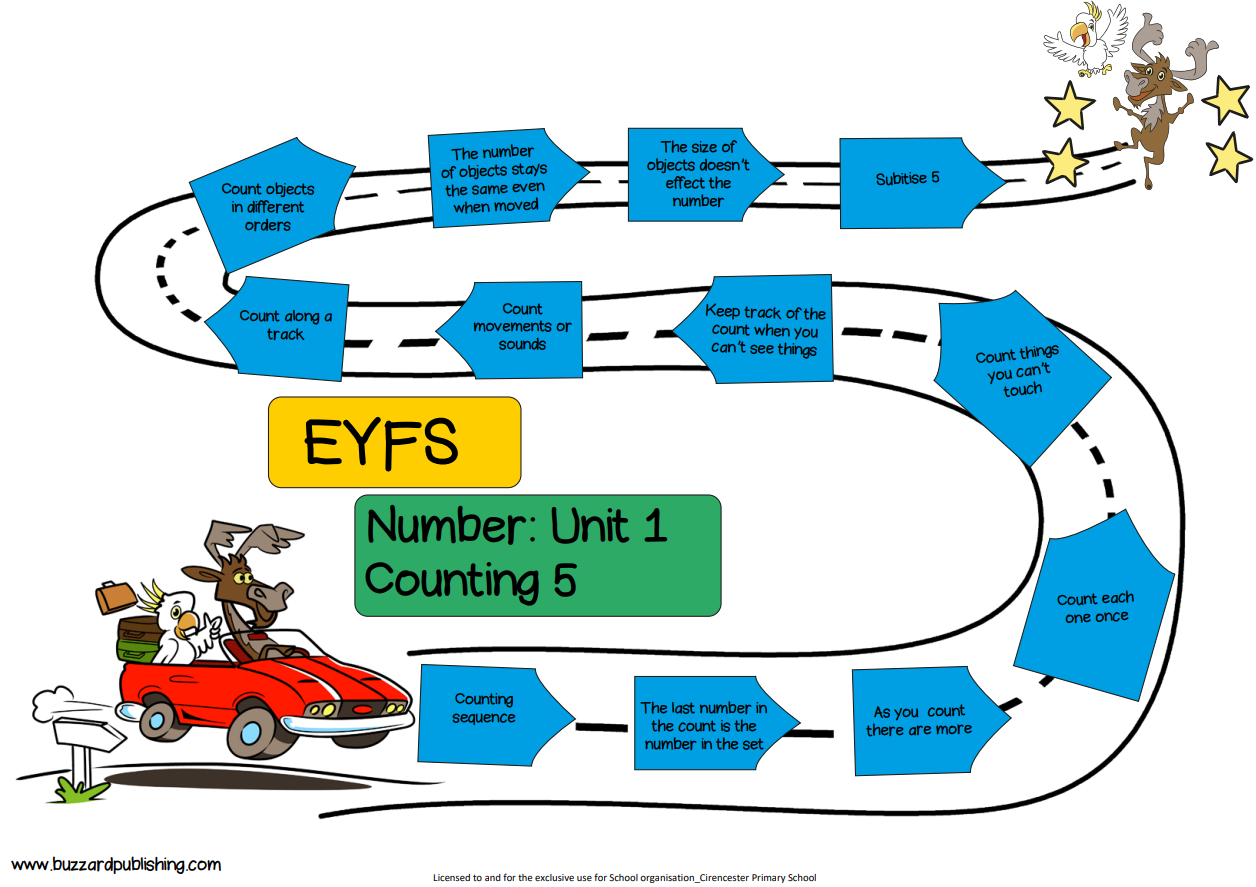 Count objects
in different
orders
The number
of objects stays
the same even
when moved
The size of
objects doesn't
effect the
number
Subitise 5
Count along a
track
Count
movements or
sounds
Keep track of the
count when you
can't see things
Count things
you can't
touch
EYFS
Number: Unit 1
Counting 5
Count each
one once
Counting
sequence
The last number in
the count is the
number in the set
As you count
there are more
www.buzzardpublishing.com
Licensed to and for the exclusive use for School organisation_Cirencester Primary School